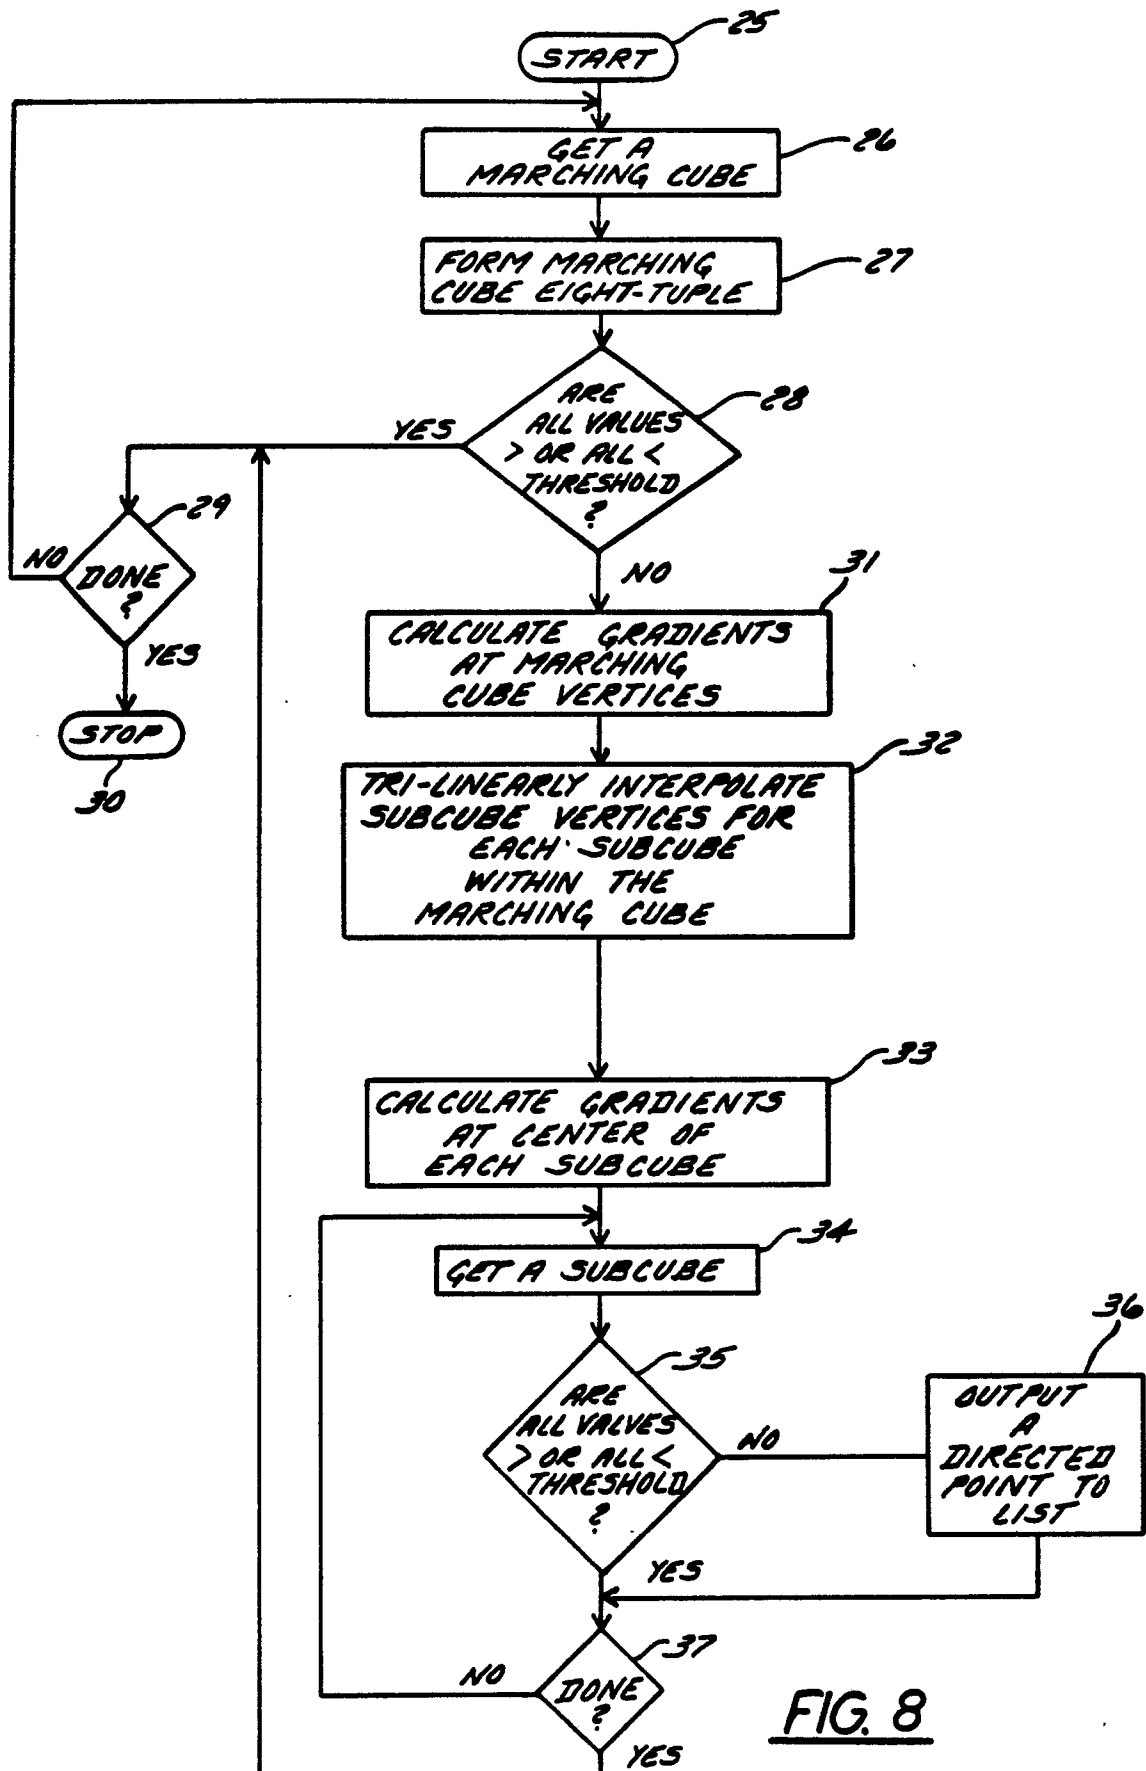 25
START
GET A
MARCHING CUBE
26
FORM MARCHING
CUBE EIGHT-TUPLE
27
ARE
ALL VALUES
> OR ALL <
THRESHOLD
?
28
YES
29
NO
DONE
?
YES
STOP
30
NO
31
CALCULATE GRADIENTS
AT MARCHING
CUBE VERTICES
32
TRI-LINEARLY INTERPOLATE
SUBCUBE VERTICES FOR
EACH SUBCUBE
WITHIN THE
MARCHING CUBE
33
CALCULATE GRADIENTS
AT CENTER OF
EACH SUBCUBE
34
GET A SUBCUBE
35
ARE
ALL VALVES
> OR ALL <
THRESHOLD
?
NO
36
OUTPUT
A
DIRECTED
POINT TO
LIST
YES
37
NO
DONE
?
YES
FIG. 8